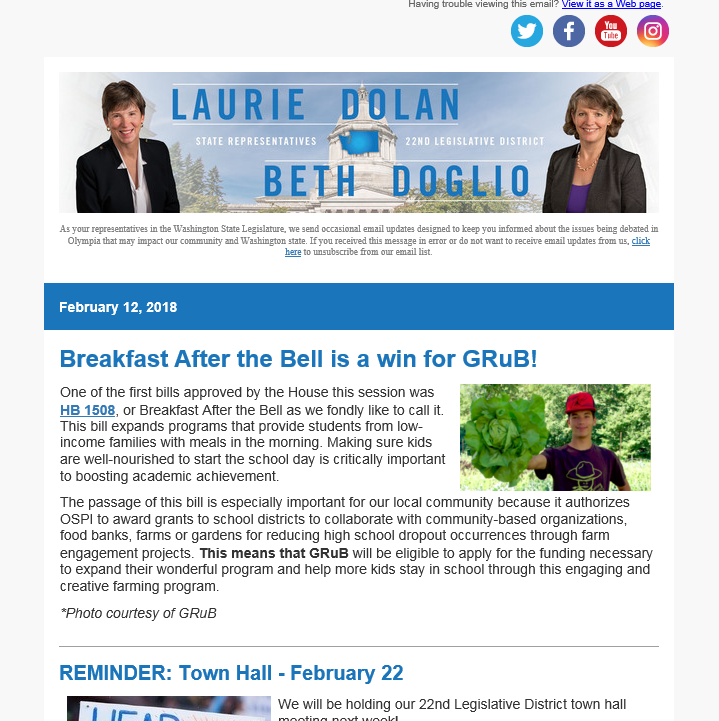 Having trouble viewing this email? View it as a Web page.
You
Tube
LAURIE DOLAN
STATE REPRESENTATIVES 22ND LEGISLATIVE DISTRICT
BETH DOGLIO
As your representatives in the Washington State Legislature, we send occasional email updates designed to keep you informed about the issues being debated in
Olympia that may impact our community and Washington state. If you received this message in error or do not want to receive email updates from us, click
here to unsubscribe from our email list.
February 12, 2018
Breakfast After the Bell is a win for GRuB!
One of the first bills approved by the House this session was
HB 1508, or Breakfast After the Bell as we fondly like to call it.
This bill expands programs that provide students from low-
income families with meals in the morning. Making sure kids
are well-nourished to start the school day is critically important
to boosting academic achievement.
The passage of this bill is especially important for our local community because it authorizes
OSPI to award grants to school districts to collaborate with community-based organizations,
food banks, farms or gardens for reducing high school dropout occurrences through farm
engagement projects. This means that GRuB will be eligible to apply for the funding necessary
to expand their wonderful program and help more kids stay in school through this engaging and
creative farming program.
*Photo courtesy of GRuB
REMINDER: Town Hall - February 22
We will be holding our 22nd Legislative District town hall
meeting next week!